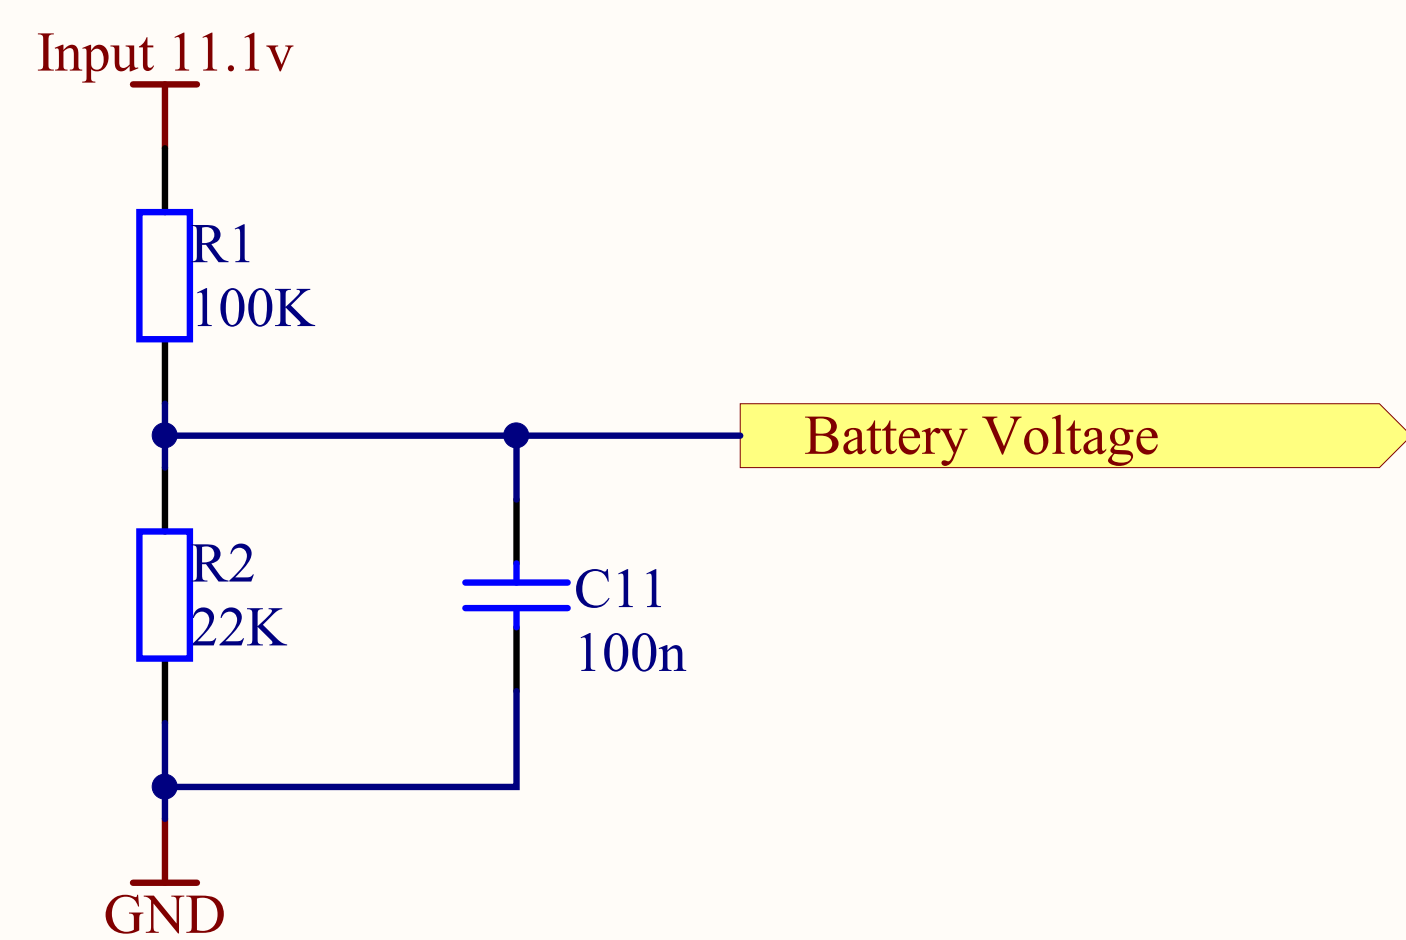 Input 11.1v
R1
100K
Battery Voltage
R2
22K
C11
100n
GND